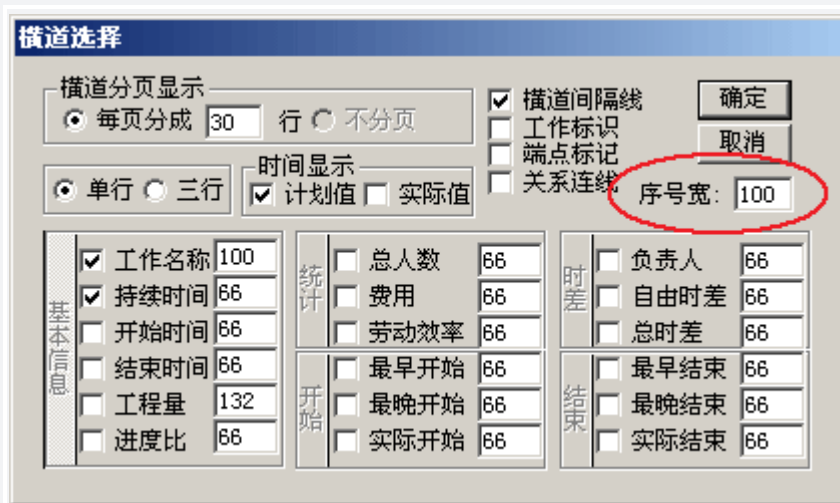 横道选择
横道分页显示
每页分成 30 行 不分页
单行 三行
时间显示
计划值 实际值
横道间隔线
工作标识
端点标记
关系连线
确定
取消
序号宽: 100
基本信息
工作名称 100
持续时间 66
开始时间 66
结束时间 66
工程量 132
进度比 66
统计
总人数 66
费用 66
劳动效率 66
开始
最早开始 66
最晚开始 66
实际开始 66
时差
负责人 66
自由时差 66
总时差 66
结束
最早结束 66
最晚结束 66
实际结束 66